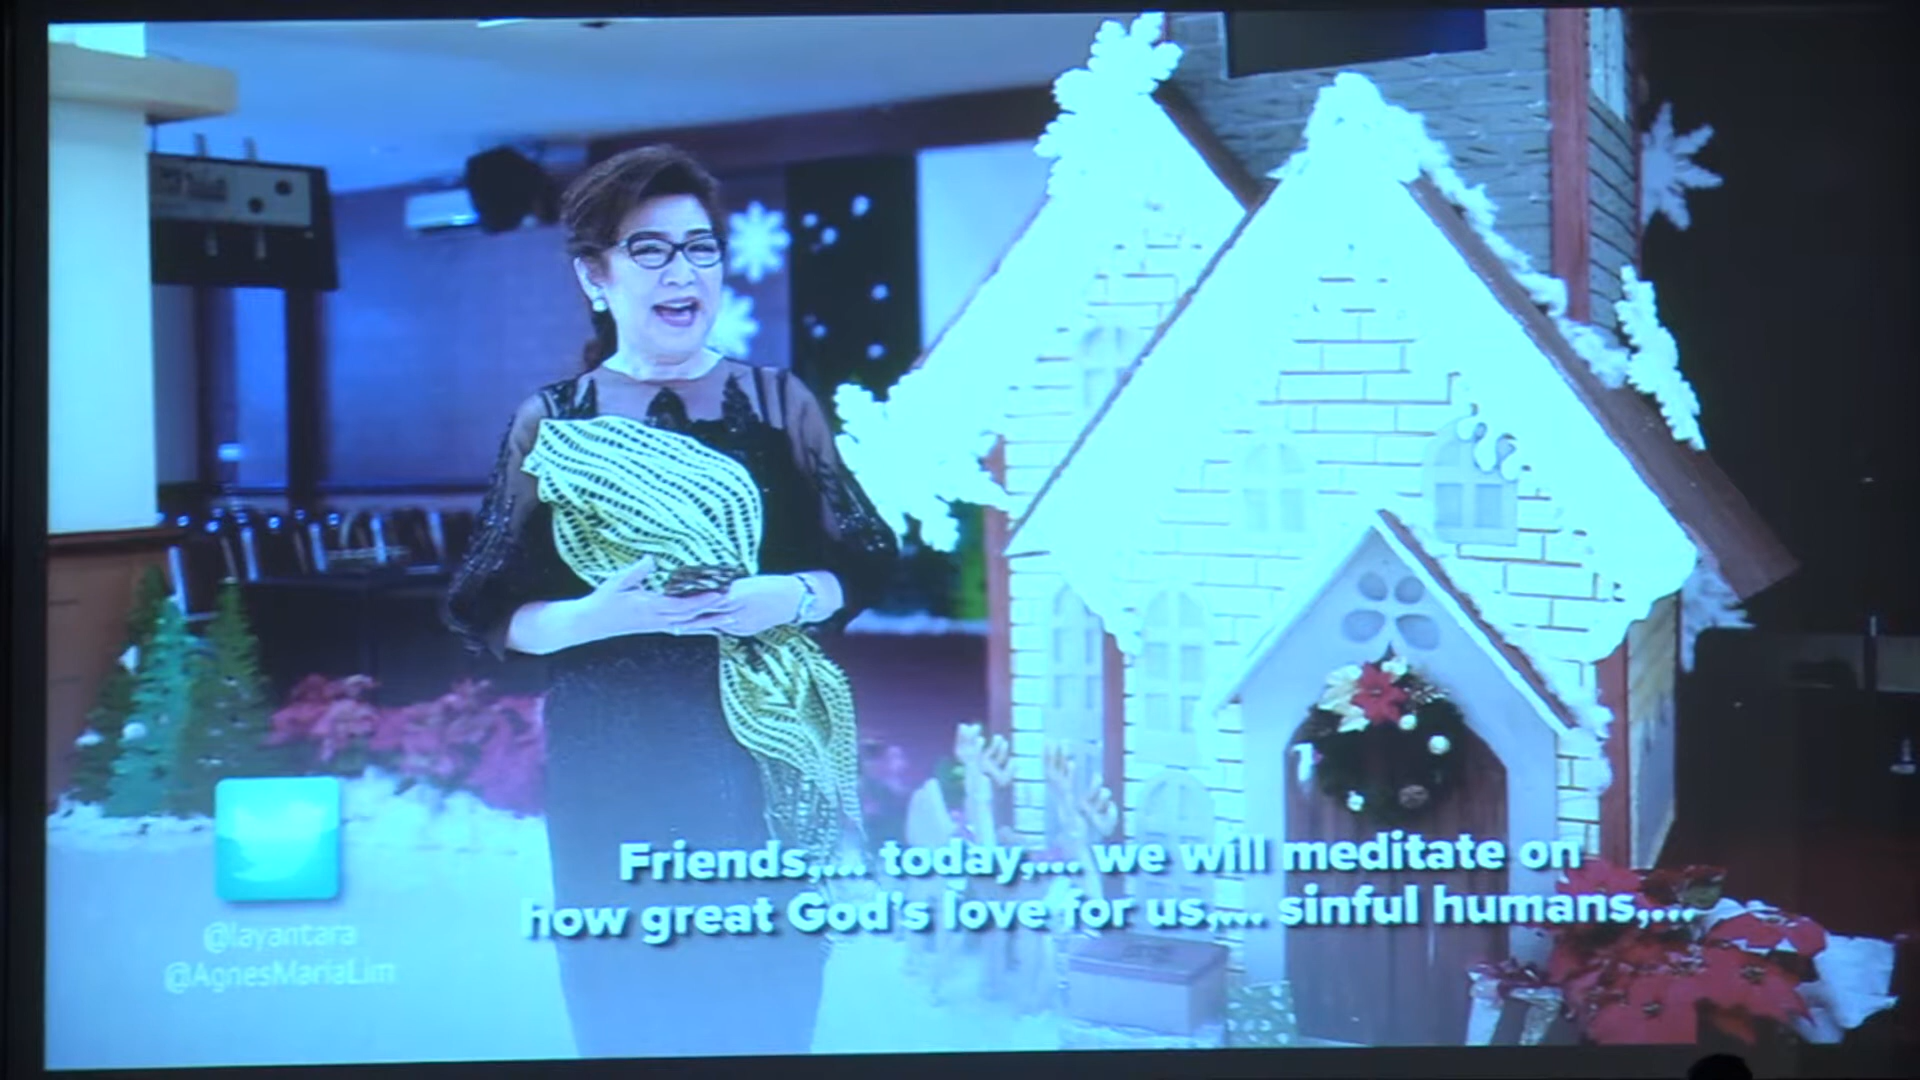 Friends,... today,... we will meditate on
how great God's love for us,... sinful humans,...
@layantara
@AgnesMariaLim